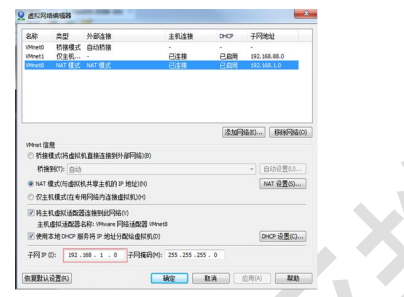 虚拟网络编辑器
名称 类型 外部连接 主机连接 DHCP 子网地址
VMnet0 桥接模式 自动桥接 - - -
VMnet1 仅主机... - 已连接 已启用 192.168.88.0
VMnet8 NAT 模式 NAT 模式 已连接 已启用 192.168.1.0
添加网络(E)... 移除网络(O)
VMnet 信息
桥接模式(将虚拟机直接连接到外部网络)(B)
桥接到(T): 自动 自动设置(U)...
NAT 模式(与虚拟机共享主机的 IP 地址)(N) NAT 设置(S)...
仅主机模式(在专用网络内连接虚拟机)(H)
将主机虚拟适配器连接到此网络(V)
主机虚拟适配器名称: VMware 网络适配器 VMnet8
使用本地 DHCP 服务将 IP 地址分配给虚拟机(D) DHCP 设置(C)...
子网 IP (I): 192 . 168 . 1 . 0 子网掩码(M): 255 . 255 . 255 . 0
恢复默认设置(R) 确定 取消 应用(A) 帮助